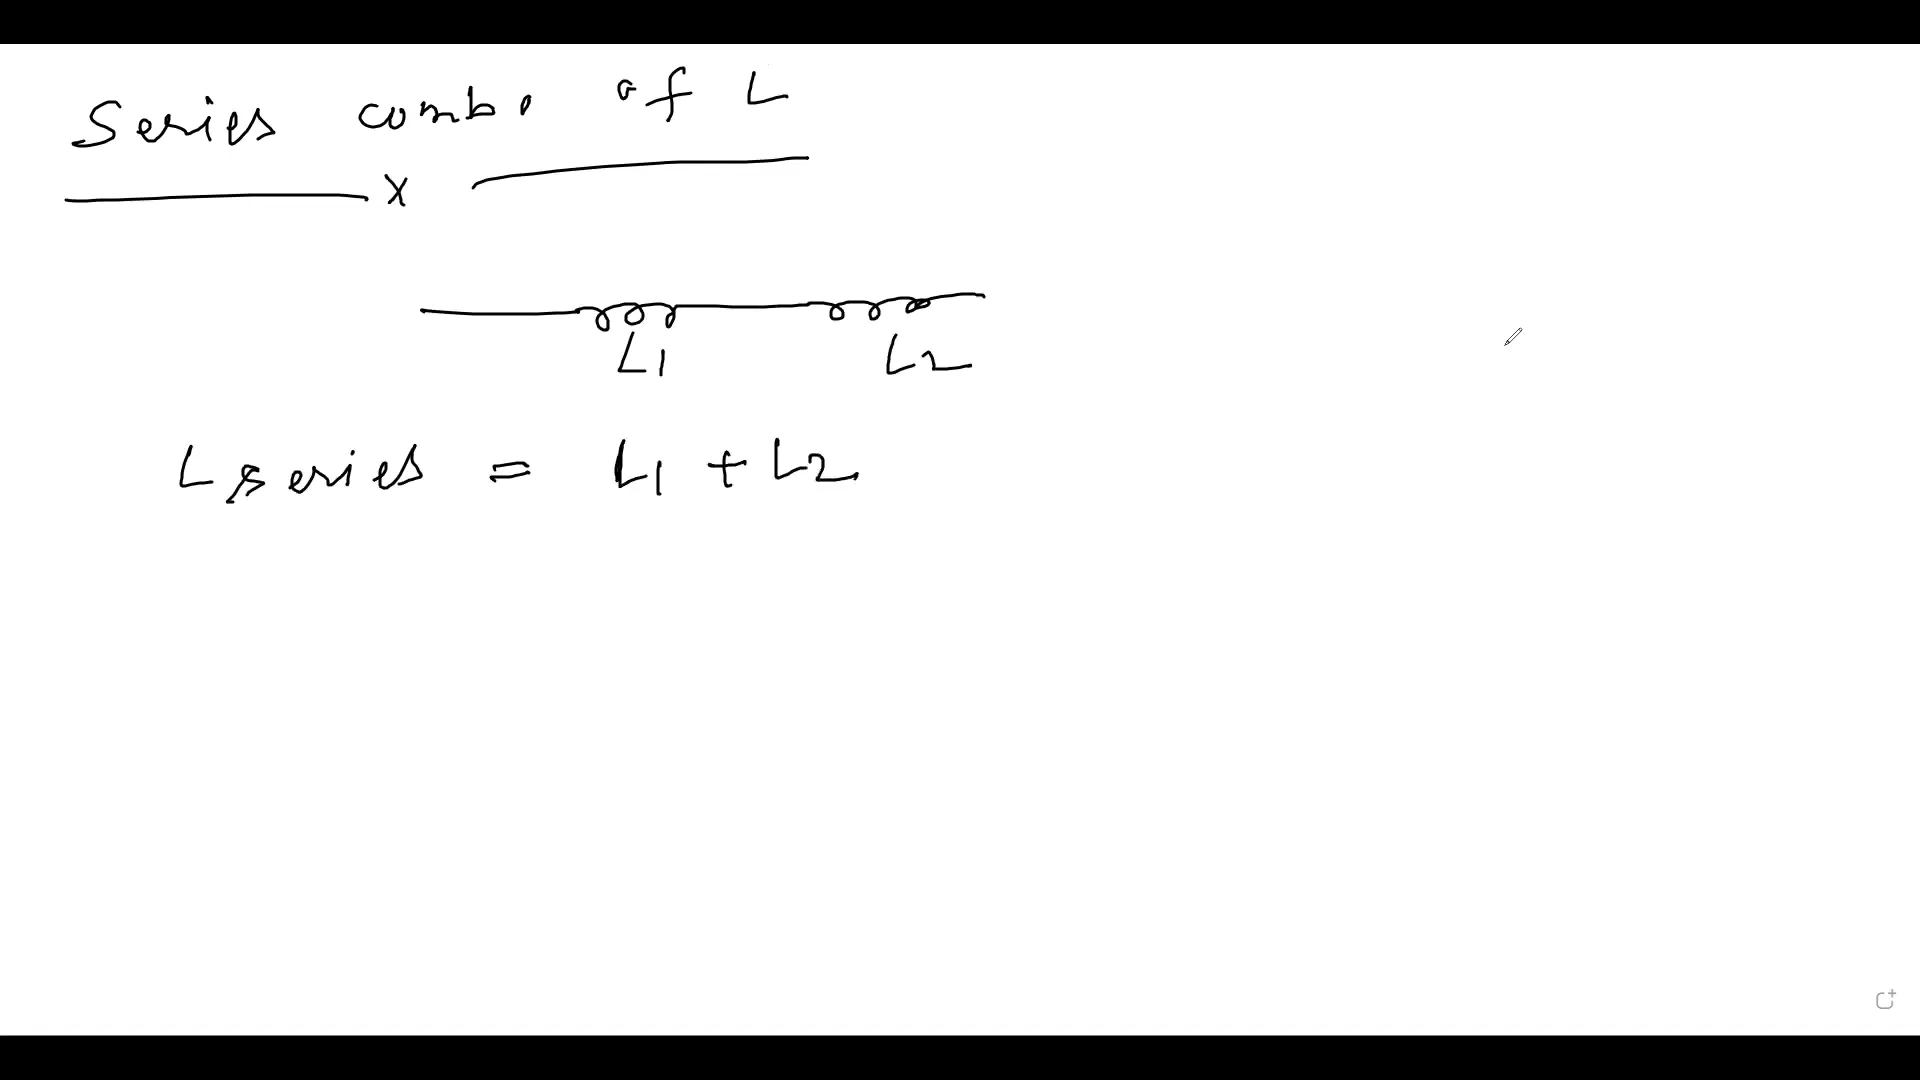 Series combo of L
x
L1 L2
Lseries = L1 + L2